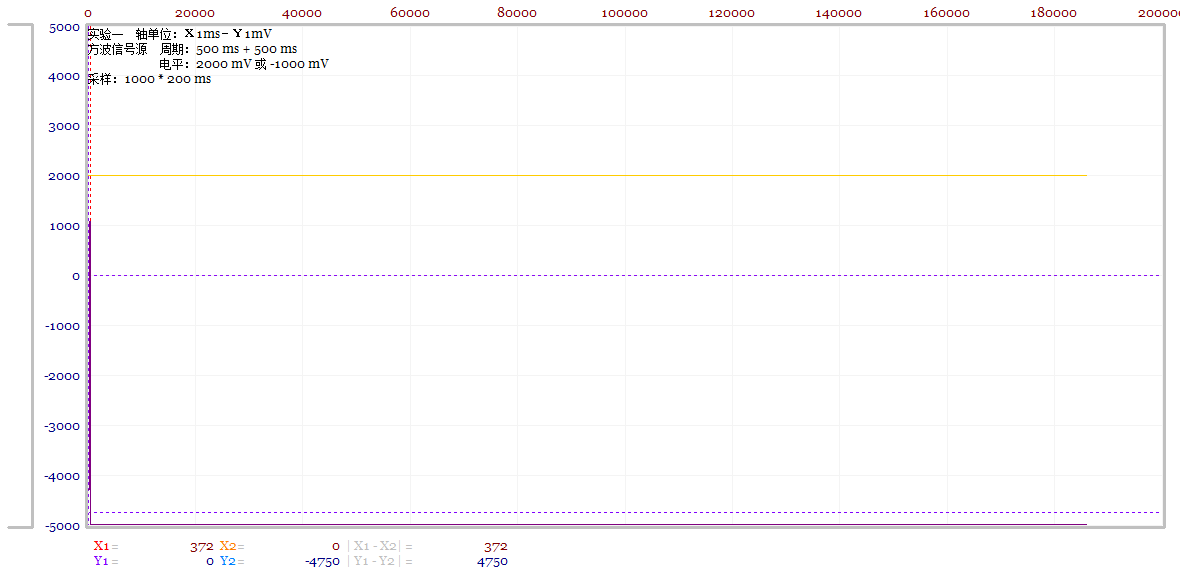 0 20000 40000 60000 80000 100000 120000 140000 160000 180000 200000
5000
实验一 轴单位：X 1ms - Y 1mV
方波信号源 周期：500 ms + 500 ms
电平：2000 mV 或 -1000 mV
4000
采样：1000 * 200 ms
3000
2000
1000
0
-1000
-2000
-3000
-4000
-5000
X1 = 372 X2 = 0 | X1 - X2 | = 372
Y1 = 0 Y2 = -4750 | Y1 - Y2 | = 4750